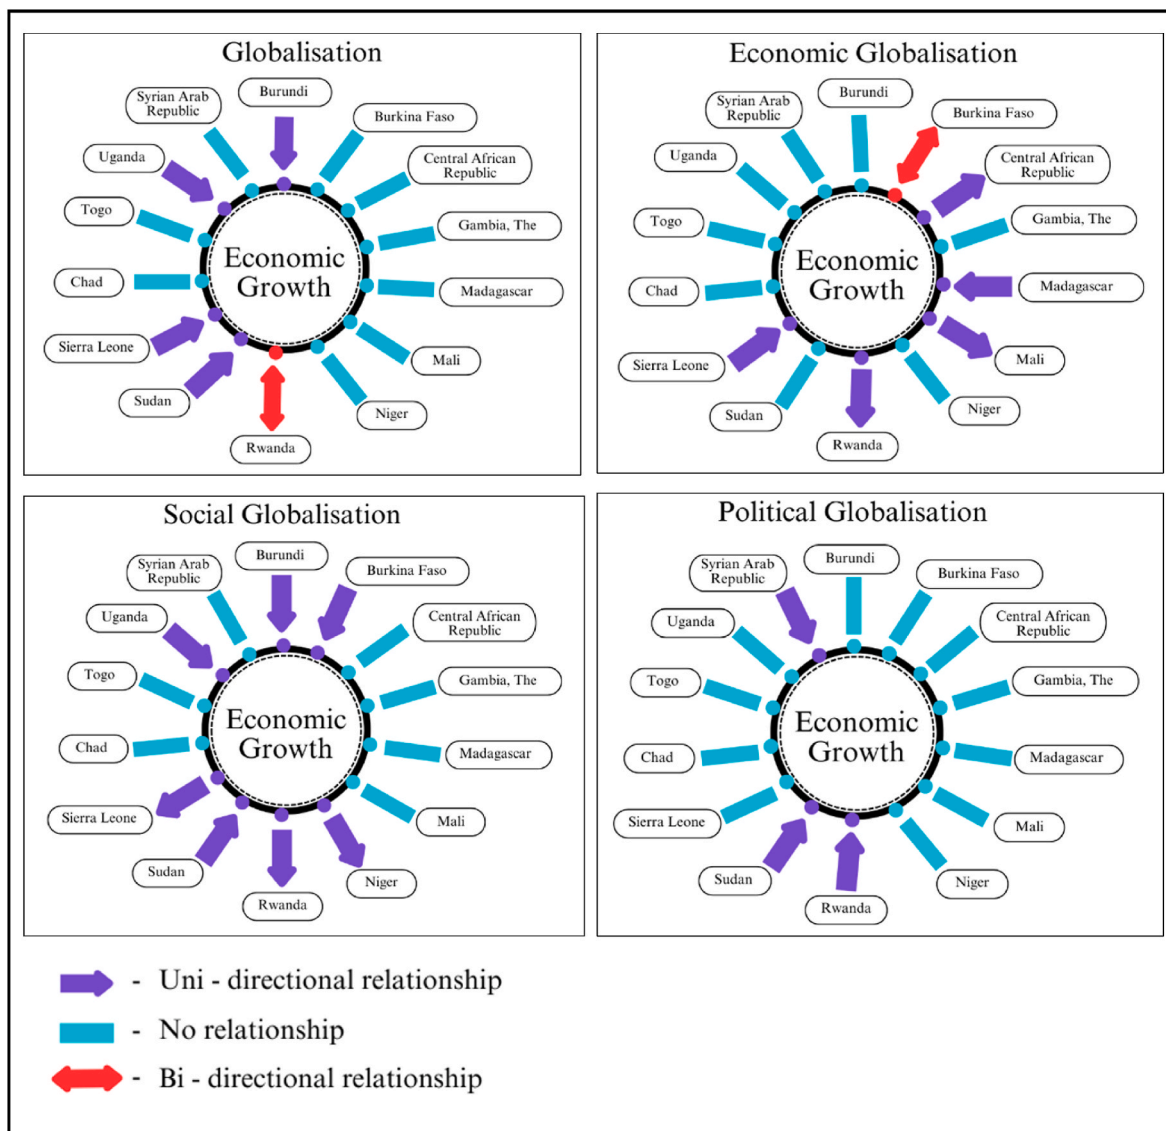 Globalisation
Burundi
Syrian Arab
Republic
Burkina Faso
Uganda
Central African
Republic
Togo
Gambia, The
Economic
Growth
Chad
Madagascar
Sierra Leone
Mali
Sudan
Niger
Rwanda
Economic Globalisation
Burundi
Syrian Arab
Republic
Burkina Faso
Uganda
Central African
Republic
Togo
Gambia, The
Economic
Growth
Chad
Madagascar
Sierra Leone
Mali
Sudan
Niger
Rwanda
Social Globalisation
Burundi
Syrian Arab
Republic
Burkina Faso
Uganda
Central African
Republic
Togo
Gambia, The
Economic
Growth
Chad
Madagascar
Sierra Leone
Mali
Sudan
Niger
Rwanda
Political Globalisation
Burundi
Syrian Arab
Republic
Burkina Faso
Uganda
Central African
Republic
Togo
Gambia, The
Economic
Growth
Chad
Madagascar
Sierra Leone
Mali
Sudan
Niger
Rwanda
- Uni - directional relationship
- No relationship
- Bi - directional relationship